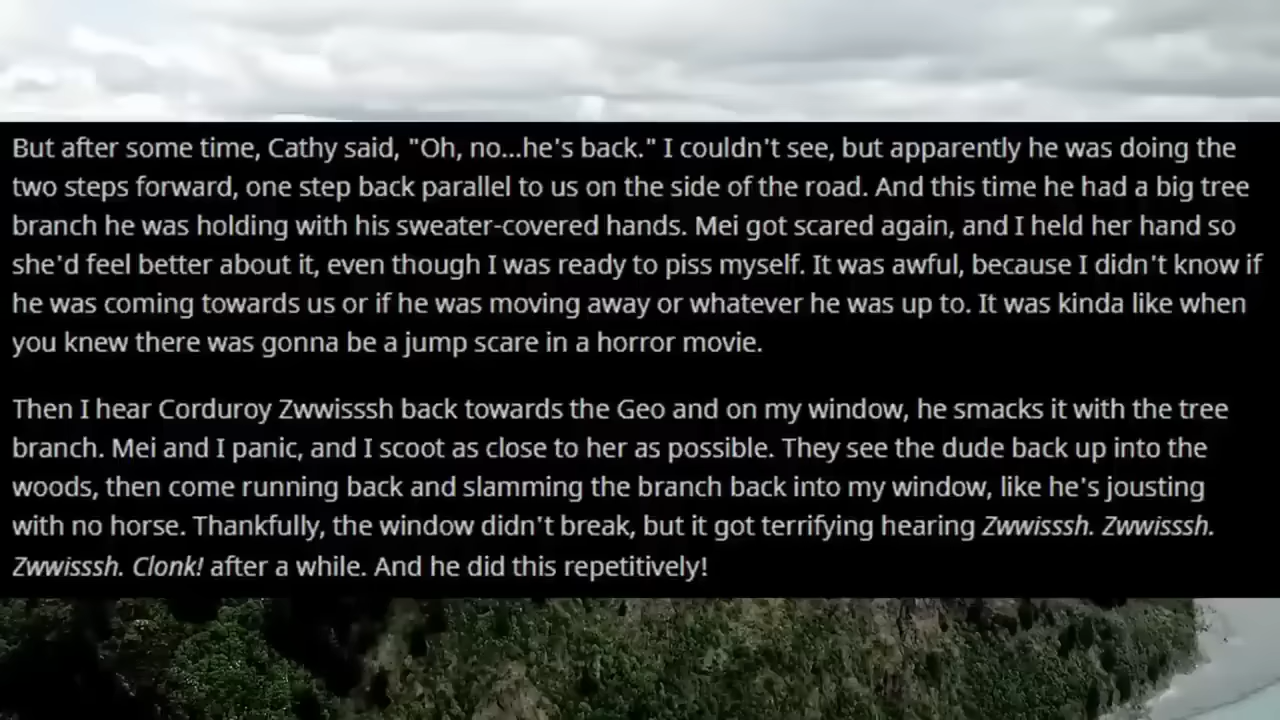 But after some time, Cathy said, "Oh, no...he's back." I couldn't see, but apparently he was doing the
two steps forward, one step back parallel to us on the side of the road. And this time he had a big tree
branch he was holding with his sweater-covered hands. Mei got scared again, and I held her hand so
she'd feel better about it, even though I was ready to piss myself. It was awful, because I didn't know if
he was coming towards us or if he was moving away or whatever he was up to. It was kinda like when
you knew there was gonna be a jump scare in a horror movie.
Then I hear Corduroy Zwwisssh back towards the Geo and on my window, he smacks it with the tree
branch. Mei and I panic, and I scoot as close to her as possible. They see the dude back up into the
woods, then come running back and slamming the branch back into my window, like he's jousting
with no horse. Thankfully, the window didn't break, but it got terrifying hearing Zwwisssh. Zwwisssh.
Zwwisssh. Clonk! after a while. And he did this repetitively!